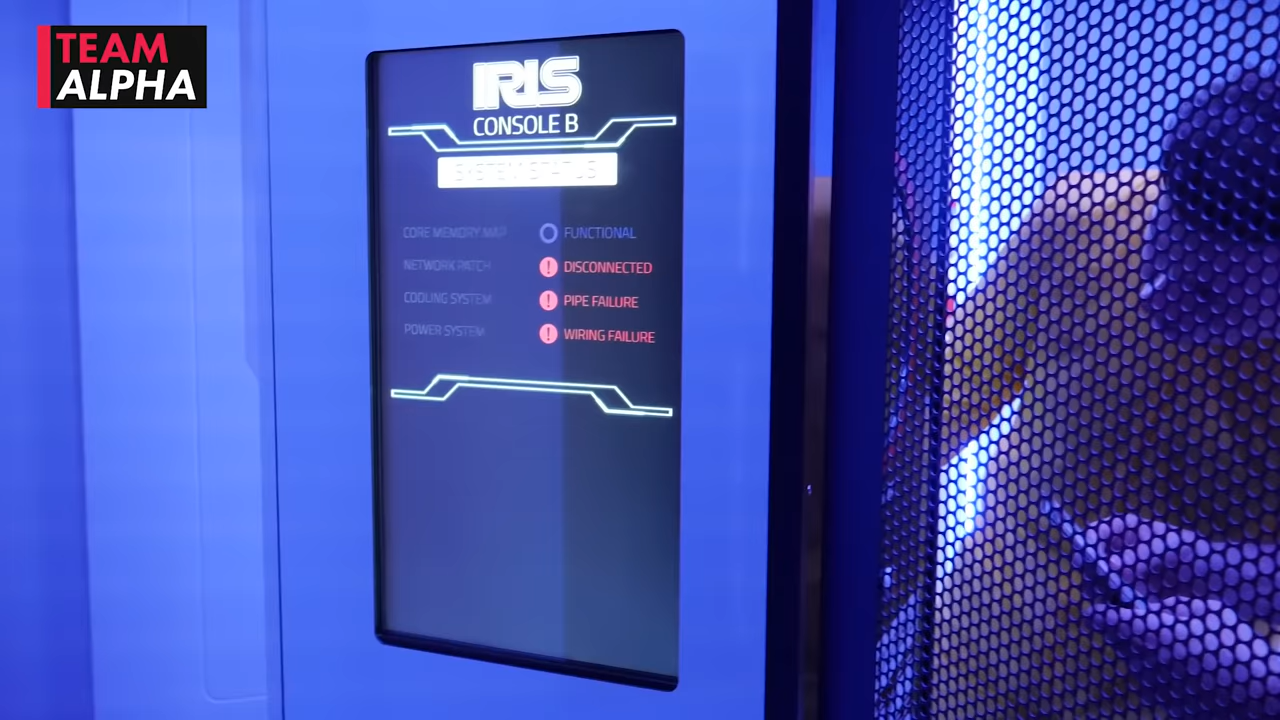 TEAM
ALPHA
IRIS
CONSOLE B
SYSTEM STATUS
CORE MEMORY MAP FUNCTIONAL
NETWORK PATCH DISCONNECTED
COOLING SYSTEM PIPE FAILURE
POWER SYSTEM WIRING FAILURE